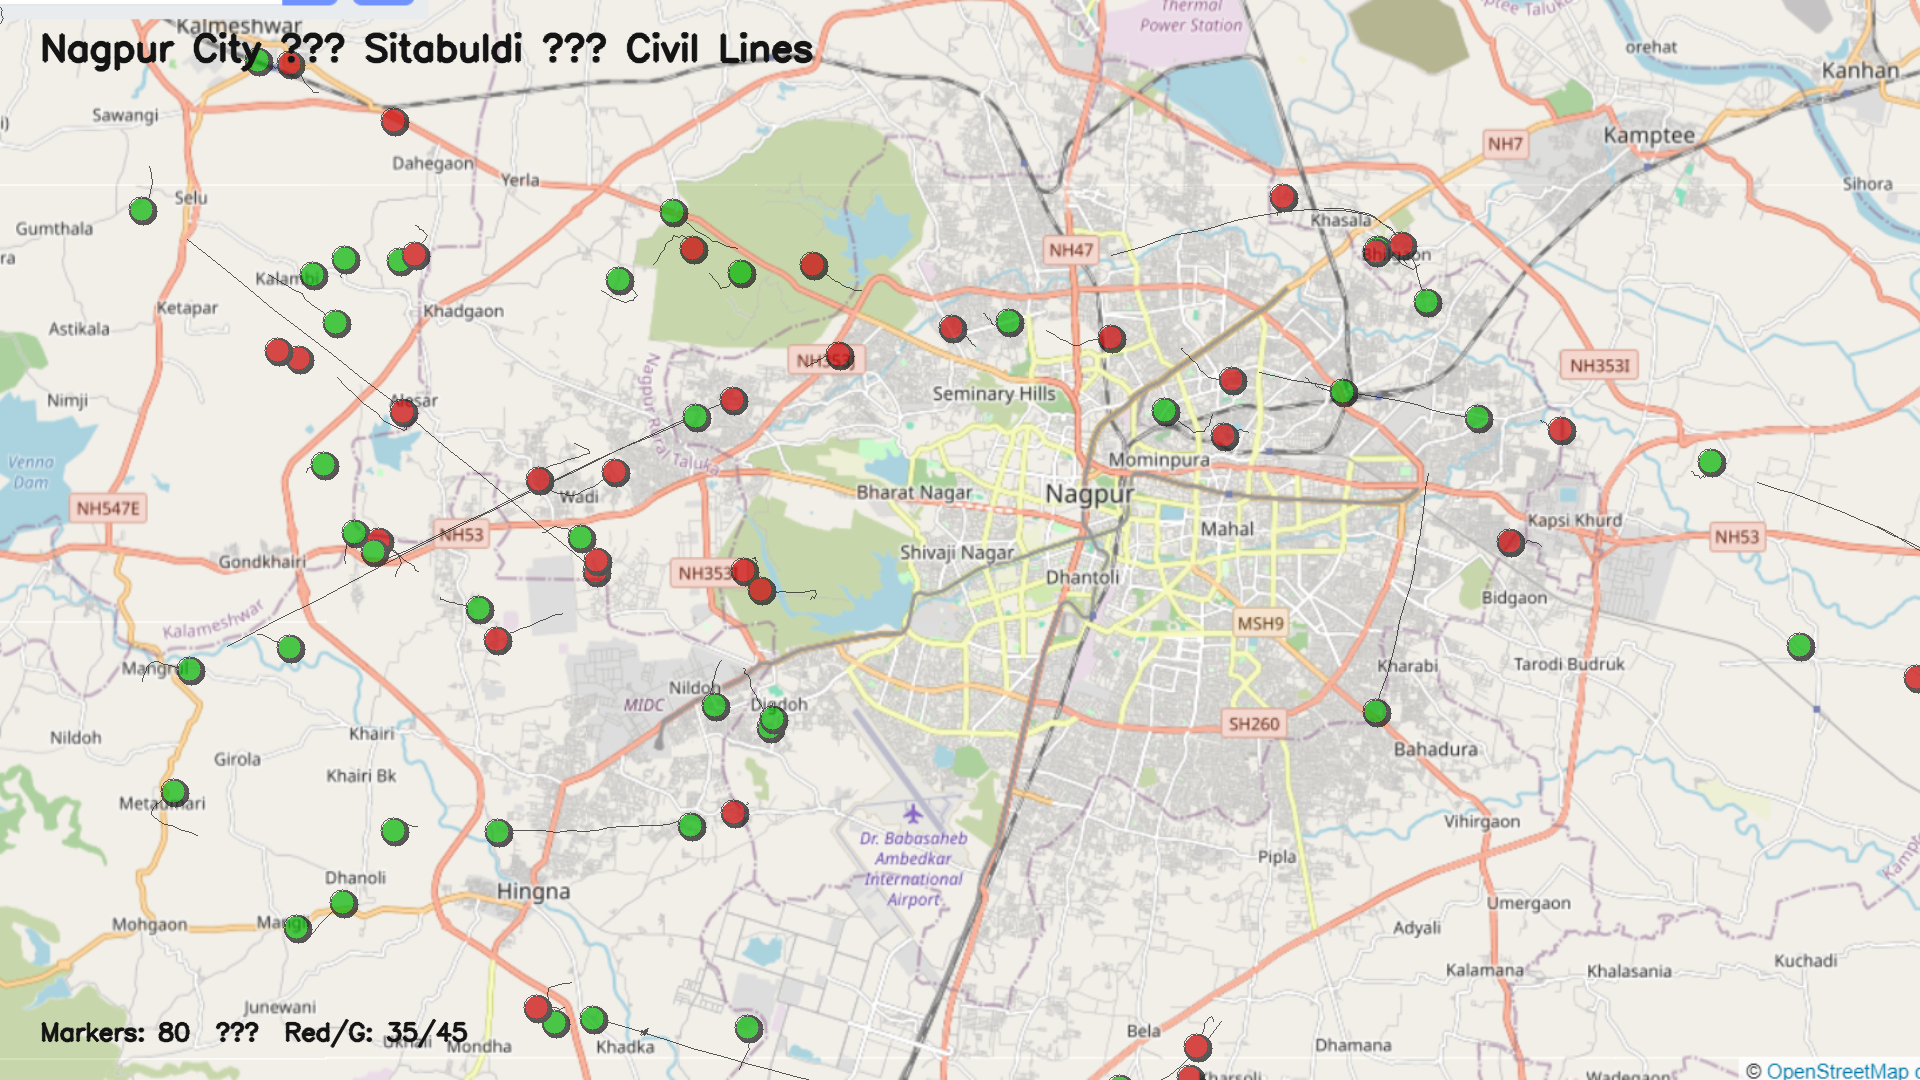 Kalmeshwar
Nagpur City ??? Sitabuldi ??? Civil Lines
Thermal
Power Station
orehat
Kanhan
Sawangi
NH7
Kamptee
Dahegaon
Yerla
Selu
Sihora
Gumthala
Khasala
NH47
Kalambi
Ketapar
Khadgaon
Astikala
NH353I
Seminary Hills
Nimji
Nagpur Rural Taluka
Mominpura
Venna
Dam
Bharat Nagar
Nagpur
Wadi
NH547E
Kapsi Khurd
Mahal
NH53
NH53
Gondkhairi
Shivaji Nagar
NH353I
Dhantoli
Bidgaon
Kalameshwar
MSH9
Mangrul
Kharabi
Tarodi Budruk
Nildoh
MIDC
Digdoh
SH260
Nildoh
Khairi
Bahadura
Girola
Khairi Bk
Metaumari
Vihirgaon
Dr. Babasaheb
Ambedkar
International
Airport
Pipla
Dhanoli
Hingna
Umergaon
Mohgaon
Adyali
Kalamana
Khalasania
Kuchadi
Junewani
Markers: 80 ??? Red/G: 35/45
Mondha
Khadka
Bela
Dhamana
Wadegaon
© OpenStreetMap